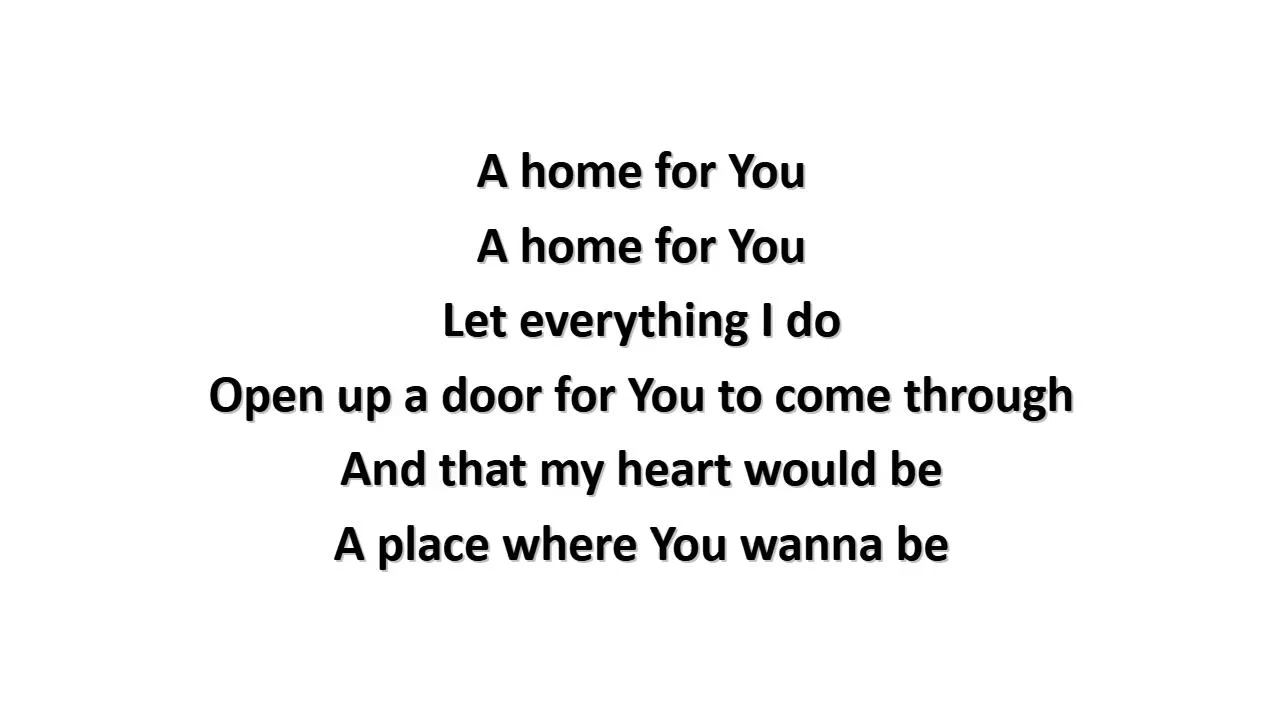 A home for You
A home for You
Let everything I do
Open up a door for You to come through
And that my heart would be
A place where You wanna be